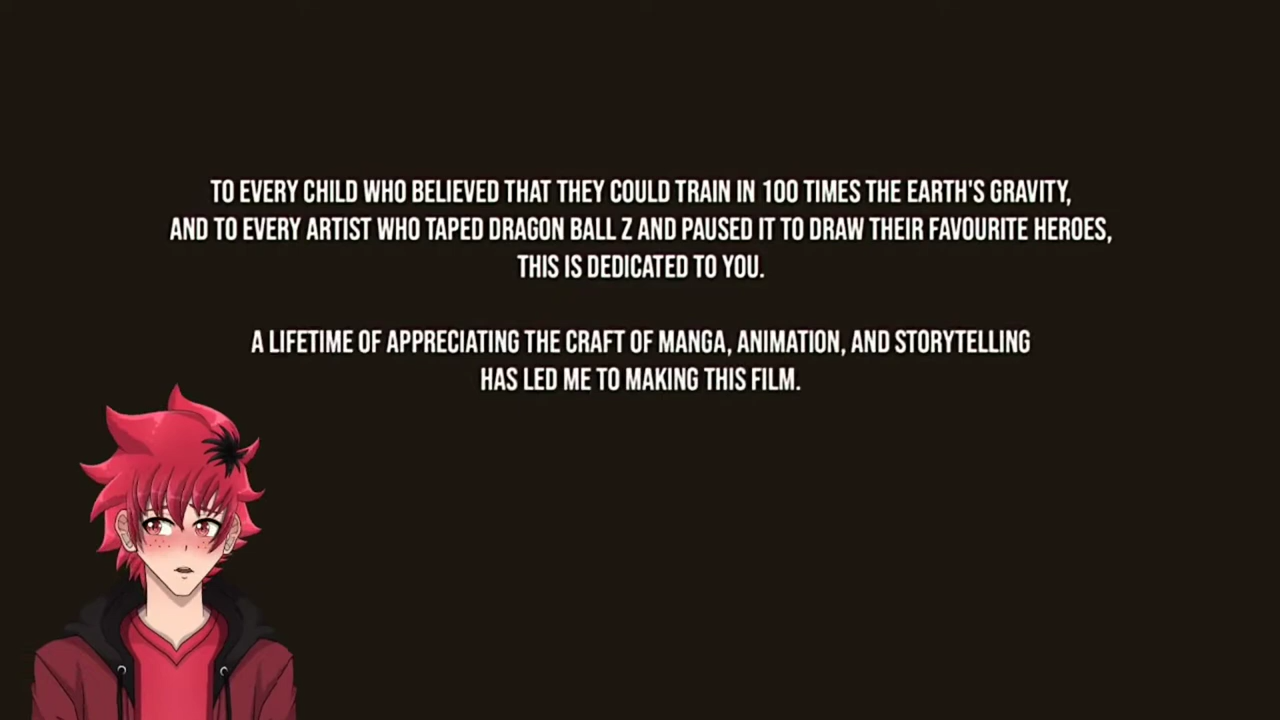 TO EVERY CHILD WHO BELIEVED THAT THEY COULD TRAIN IN 100 TIMES THE EARTH'S GRAVITY,
AND TO EVERY ARTIST WHO TAPED DRAGON BALL Z AND PAUSED IT TO DRAW THEIR FAVOURITE HEROES,
THIS IS DEDICATED TO YOU.
A LIFETIME OF APPRECIATING THE CRAFT OF MANGA, ANIMATION, AND STORYTELLING
HAS LED ME TO MAKING THIS FILM.